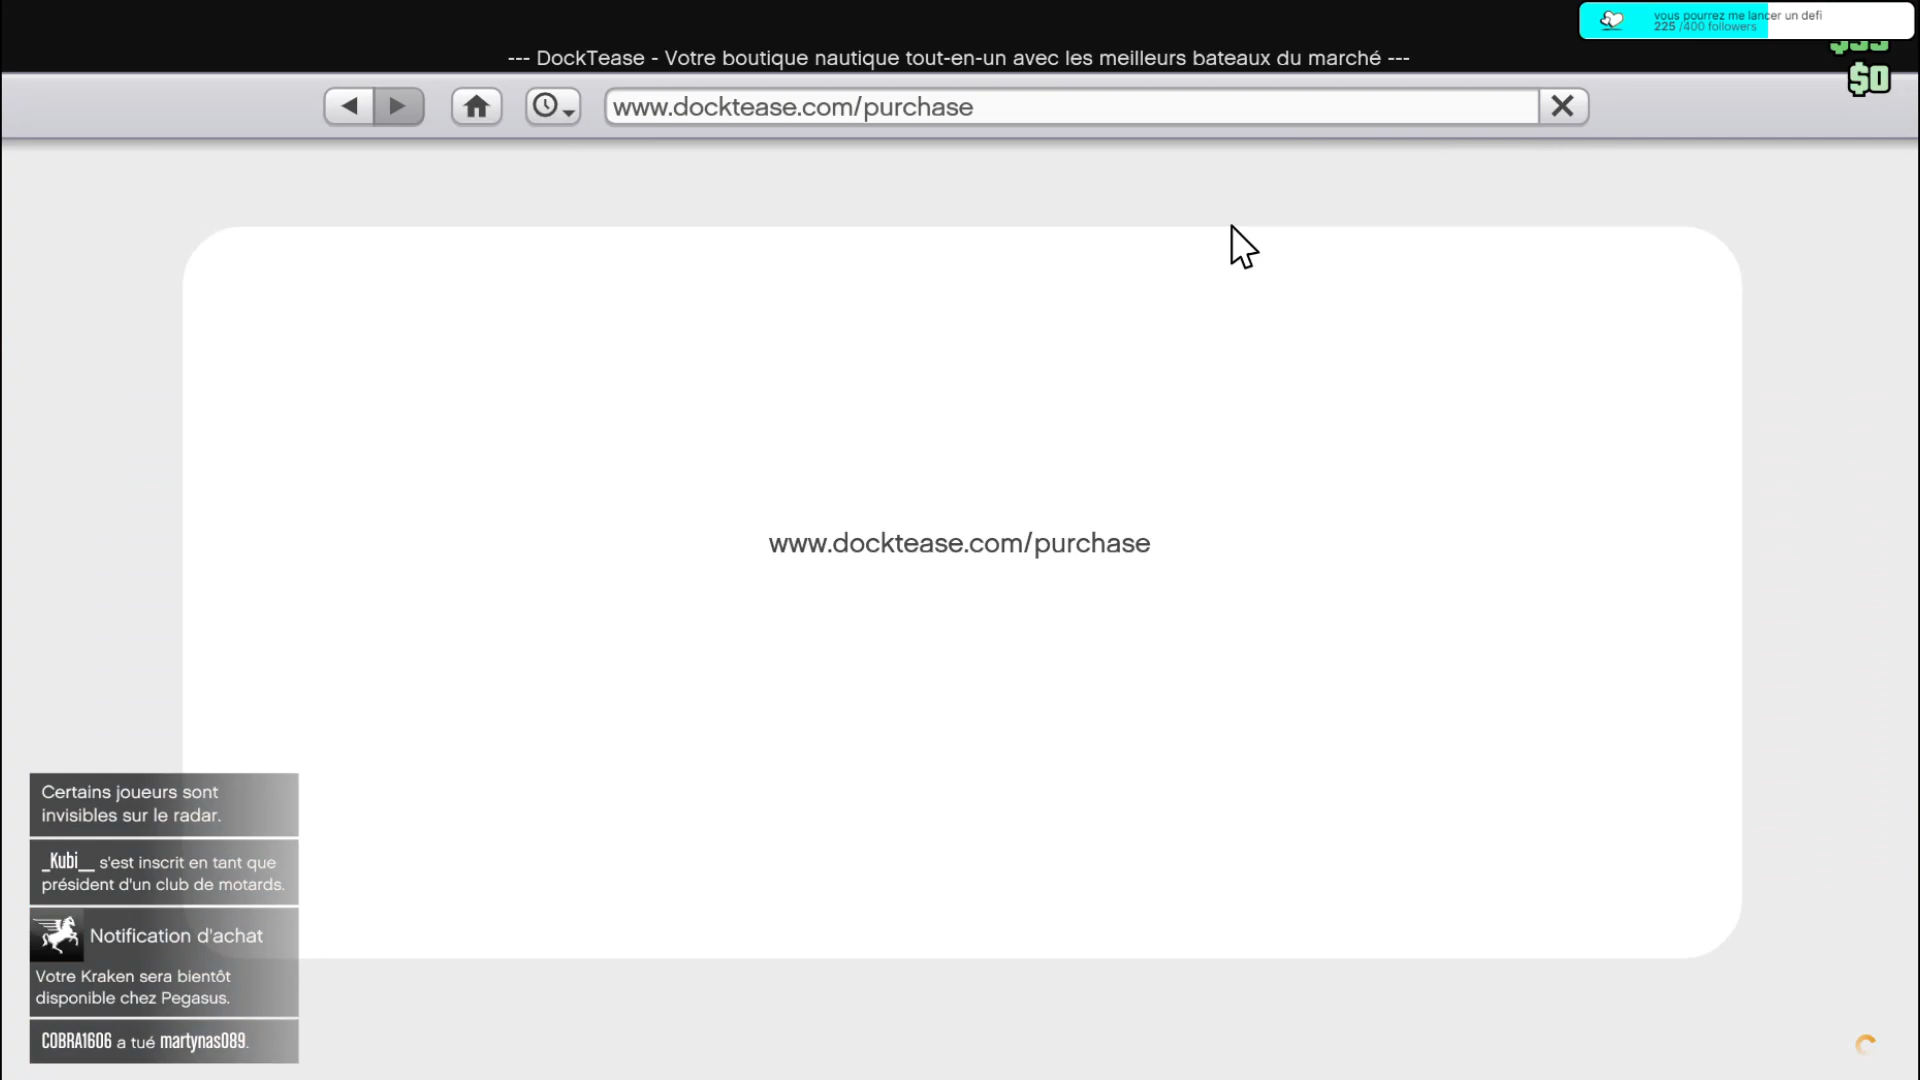 vous pourrez me lancer un defi
225 /400 followers
--- DockTease - Votre boutique nautique tout-en-un avec les meilleurs bateaux du marché ---
$0
www.docktease.com/purchase
www.docktease.com/purchase
Certains joueurs sont
invisibles sur le radar.
_Kubi__ s'est inscrit en tant que
président d'un club de motards.
Notification d'achat
Votre Kraken sera bientôt
disponible chez Pegasus.
COBRA1606 a tué martynas089.